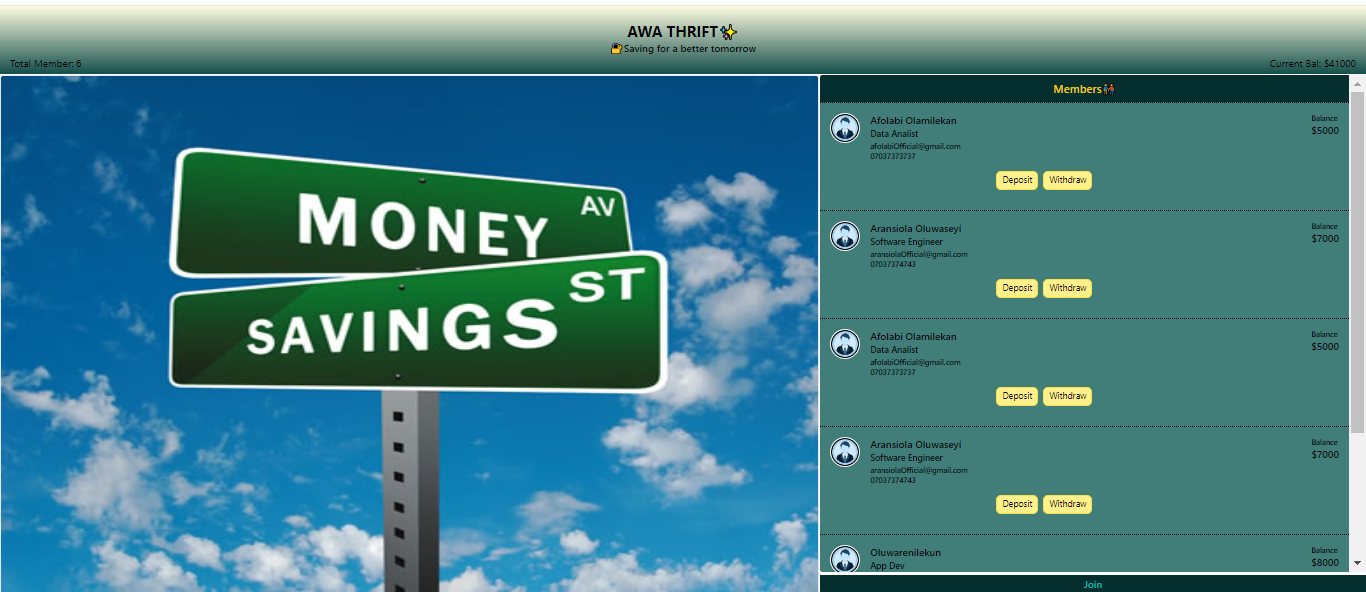 AWA THRIFT✨
🔐Saving for a better tomorrow
Total Member: 6
Current Bal: $41000
MONEY AV
SAVINGS ST
Members👬
Afolabi Olamilekan
Data Analist
afolabiOfficial@gmail.com
07037373737
Balance
$5000
Deposit
Withdraw
Aransiola Oluwaseyi
Software Engineer
aransiolaOfficial@gmail.com
07037374743
Balance
$7000
Deposit
Withdraw
Afolabi Olamilekan
Data Analist
afolabiOfficial@gmail.com
07037373737
Balance
$5000
Deposit
Withdraw
Aransiola Oluwaseyi
Software Engineer
aransiolaOfficial@gmail.com
07037374743
Balance
$7000
Deposit
Withdraw
Oluwarenilekun
App Dev
Balance
$8000
Join